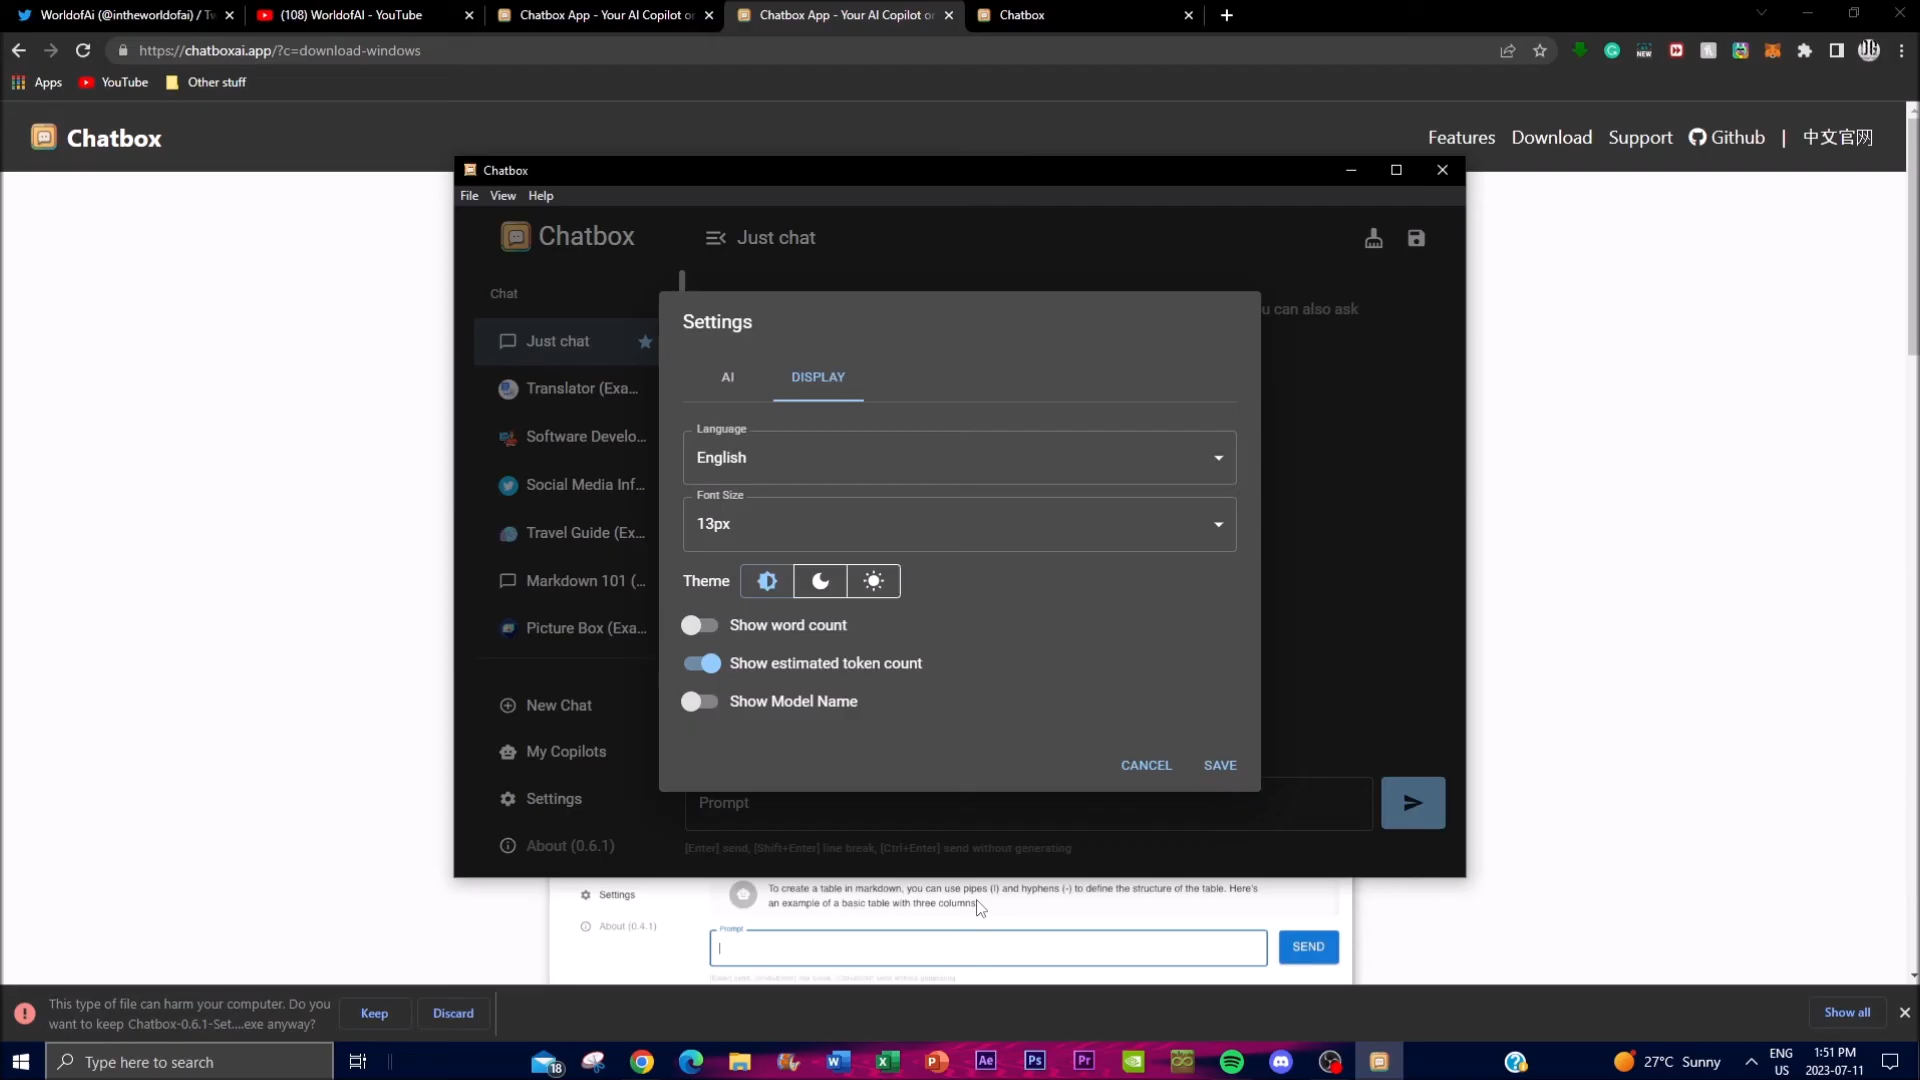 WorldofAi (@intheworldofai) / Tw
(108) WorldofAI - YouTube
Chatbox App - Your AI Copilot on
Chatbox App - Your AI Copilot on
Chatbox
https://chatboxai.app/?c=download-windows
NEW
Apps
YouTube
Other stuff
Chatbox
Features
Download
Support
Github
|
中文官网
Chatbox
File
View
Help
Chatbox
Just chat
Chat
u can also ask
Just chat
Translator (Exa...
Software Develo...
Social Media Inf...
Travel Guide (Ex...
Markdown 101 (...
Picture Box (Exa...
New Chat
My Copilots
Settings
About (0.6.1)
Settings
AI
DISPLAY
Language
English
Font Size
13px
Theme
Show word count
Show estimated token count
Show Model Name
CANCEL
SAVE
Prompt
[Enter] send, [Shift+Enter] line break, [Ctrl+Enter] send without generating
Settings
About (0.4.1)
To create a table in markdown, you can use pipes (|) and hyphens (-) to define the structure of the table. Here's
an example of a basic table with three columns
Prompt
SEND
This type of file can harm your computer. Do you
want to keep Chatbox-0.6.1-Set....exe anyway?
Keep
Discard
Show all
Type here to search
18
Ae
Ps
Pr
27°C Sunny
ENG
US
1:51 PM
2023-07-11